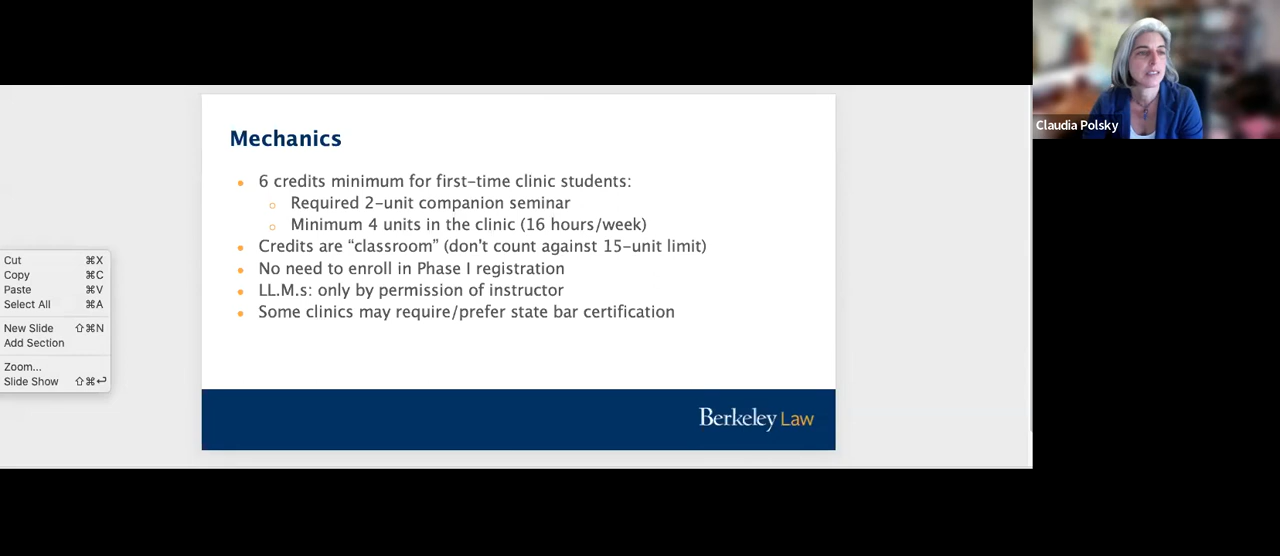 Mechanics
6 credits minimum for first-time clinic students:
Required 2-unit companion seminar
Minimum 4 units in the clinic (16 hours/week)
Credits are “classroom” (don't count against 15-unit limit)
No need to enroll in Phase I registration
LL.M.s: only by permission of instructor
Some clinics may require/prefer state bar certification
Berkeley Law
Cut ⌘X
Copy ⌘C
Paste ⌘V
Select All ⌘A
New Slide ⇧⌘N
Add Section
Zoom...
Slide Show ⇧⌘↩
Claudia Polsky